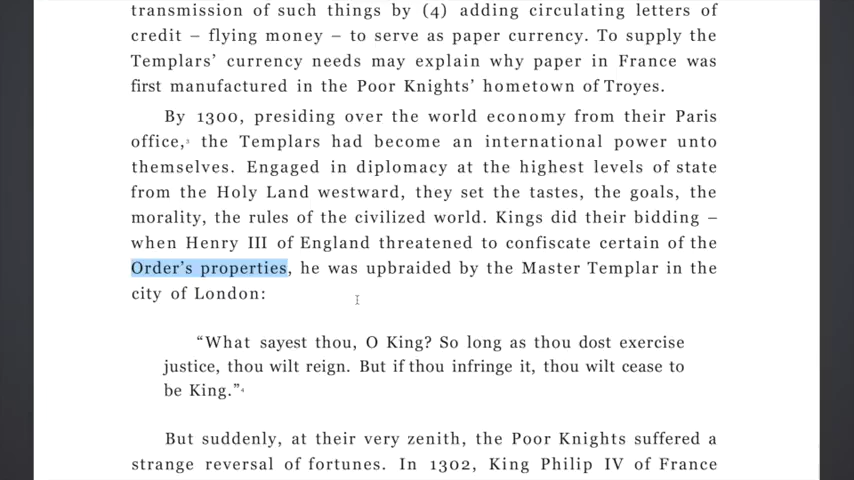 transmission of such things by (4) adding circulating letters of
credit – flying money – to serve as paper currency. To supply the
Templars’ currency needs may explain why paper in France was
first manufactured in the Poor Knights’ hometown of Troyes.
By 1300, presiding over the world economy from their Paris
office,³ the Templars had become an international power unto
themselves. Engaged in diplomacy at the highest levels of state
from the Holy Land westward, they set the tastes, the goals, the
morality, the rules of the civilized world. Kings did their bidding –
when Henry III of England threatened to confiscate certain of the
Order’s properties, he was upbraided by the Master Templar in the
city of London:
“What sayest thou, O King? So long as thou dost exercise
justice, thou wilt reign. But if thou infringe it, thou wilt cease to
be King.”⁴
But suddenly, at their very zenith, the Poor Knights suffered a
strange reversal of fortunes. In 1302, King Philip IV of France